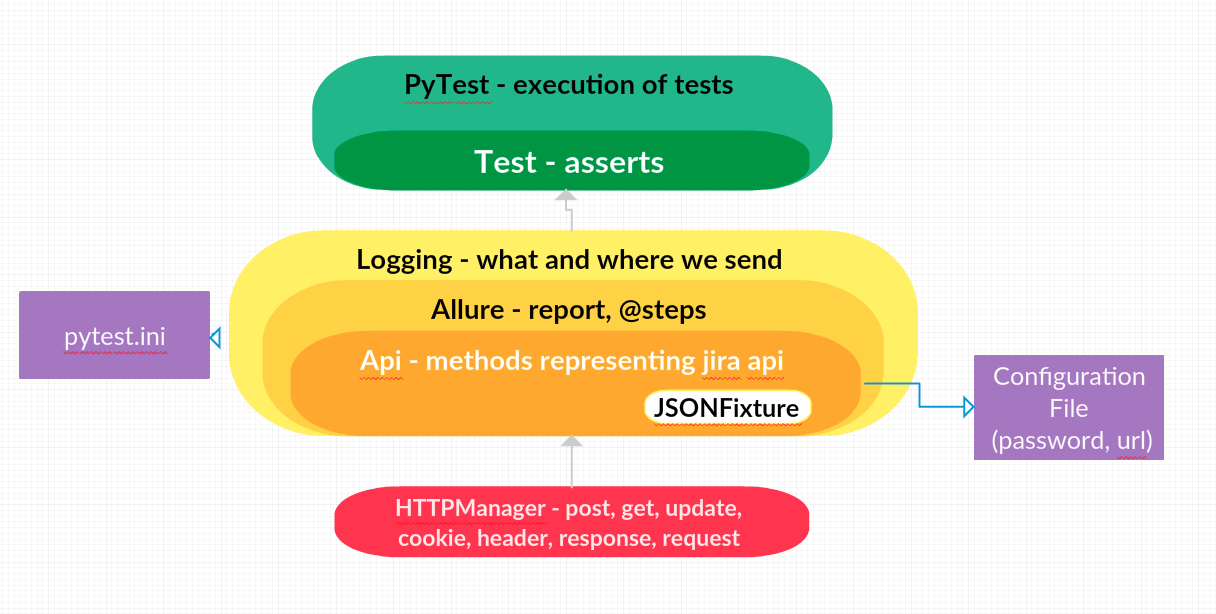 PyTest - execution of tests
Test - asserts
Logging - what and where we send
Allure - report, @steps
pytest.ini
Api - methods representing jira api
JSONFixture
Configuration
File
(password, url)
HTTPManager - post, get, update,
cookie, header, response, request